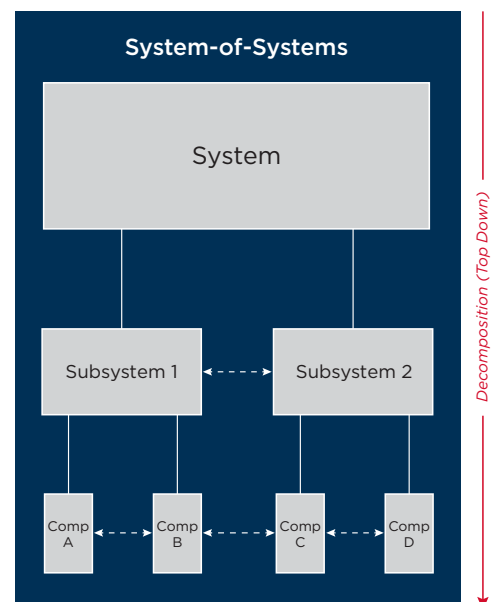 System-of-Systems
System
Decomposition (Top Down)
Subsystem 1
Subsystem 2
Comp
A
Comp
B
Comp
C
Comp
D